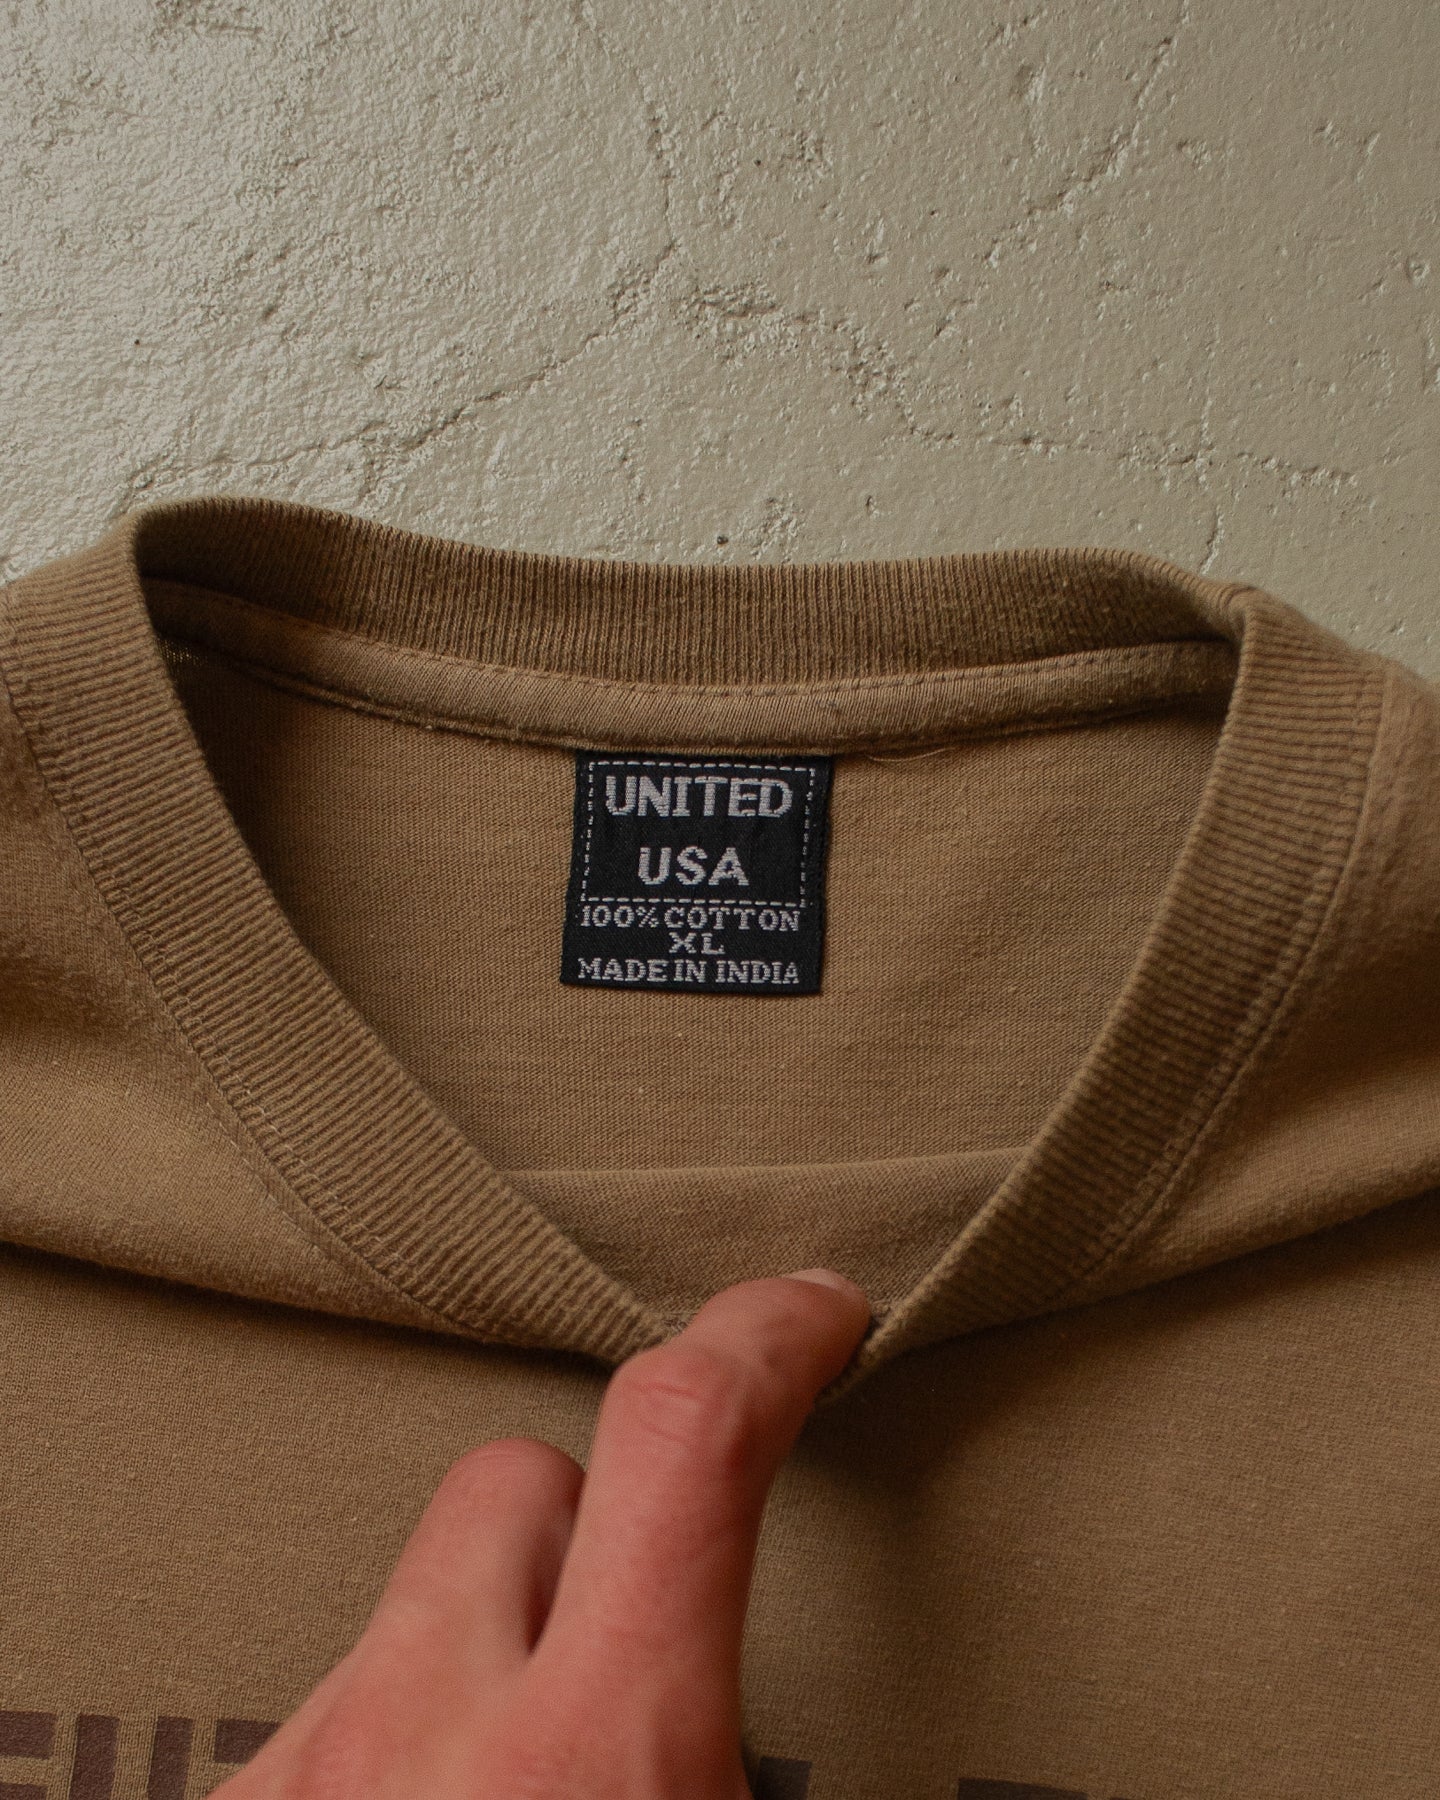 UNITED
USA
100% COTTON
XL
MADE IN INDIA